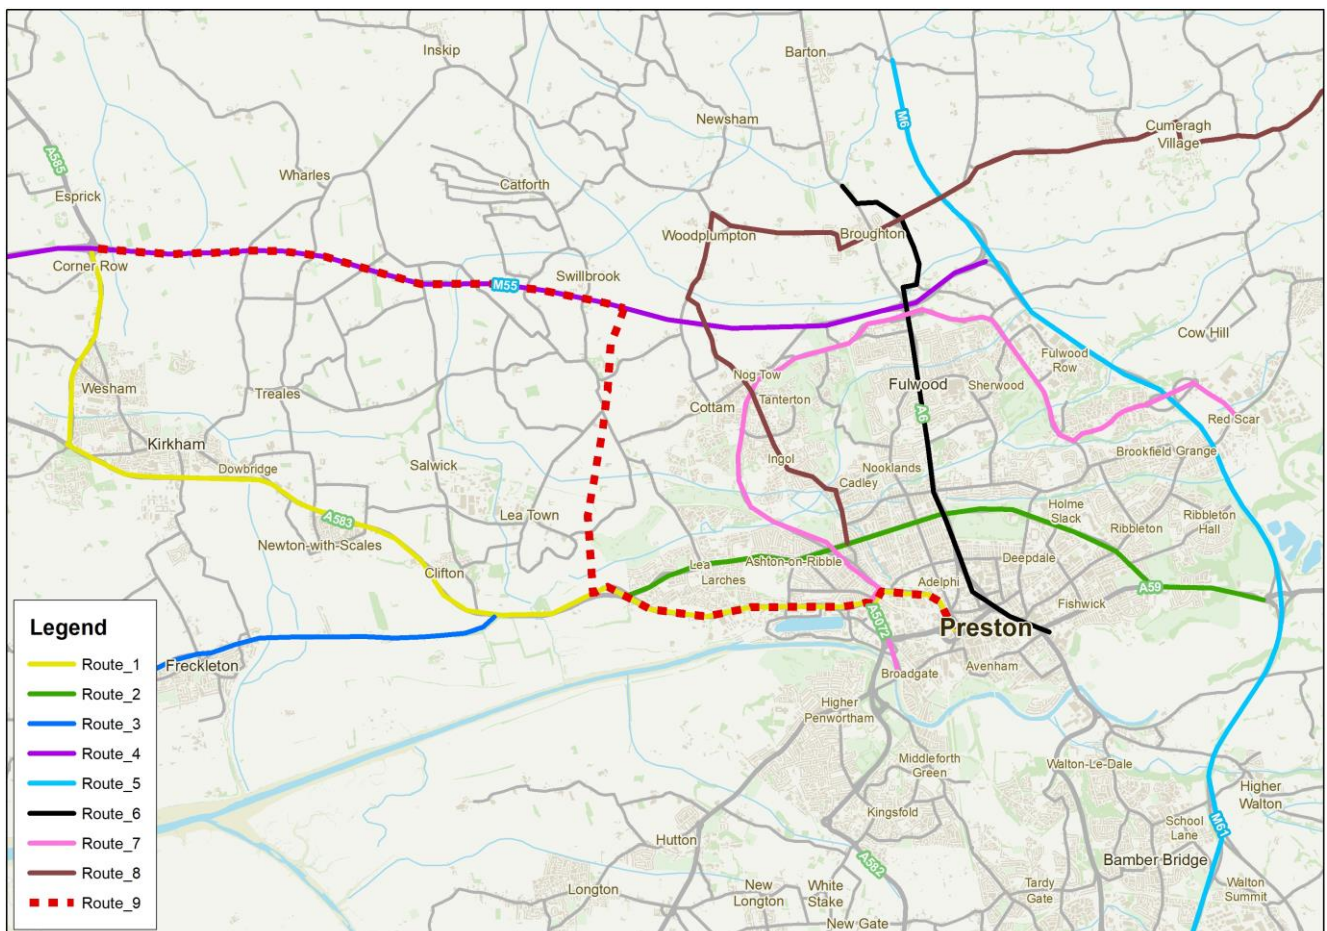 Inskip
Barton
M6
Newsham
Cumeragh
Village
A585
Wharles
Catforth
Esprick
Woodplumpton
Broughton
Corner Row
M55
Swillbrook
Cow Hill
Fulwood
Row
Nog Tow
Wesham
Treales
Cottam
Tanterton
Fulwood
Sherwood
A6
Red Scar
Kirkham
Dowbridge
Salwick
Ingol
Cadley
Nooklands
Brookfield
Grange
Lea Town
Holme
Slack
Ribbleton
Ribbleton
Hall
A583
Newton-with-Scales
Clifton
Lea
Larches
Ashton-on-Ribble
Deepdale
Adelphi
A59
Fishwick
A5072
Preston
Avenham
Broadgate
Freckleton
Higher
Penwortham
Middleforth
Green
Walton-Le-Dale
Higher
Walton
Kingsfold
School
Lane
M61
Hutton
A582
Bamber Bridge
Longton
New
Longton
White
Stake
Tardy
Gate
Walton
Summit
New Gate
Legend
Route_1
Route_2
Route_3
Route_4
Route_5
Route_6
Route_7
Route_8
Route_9